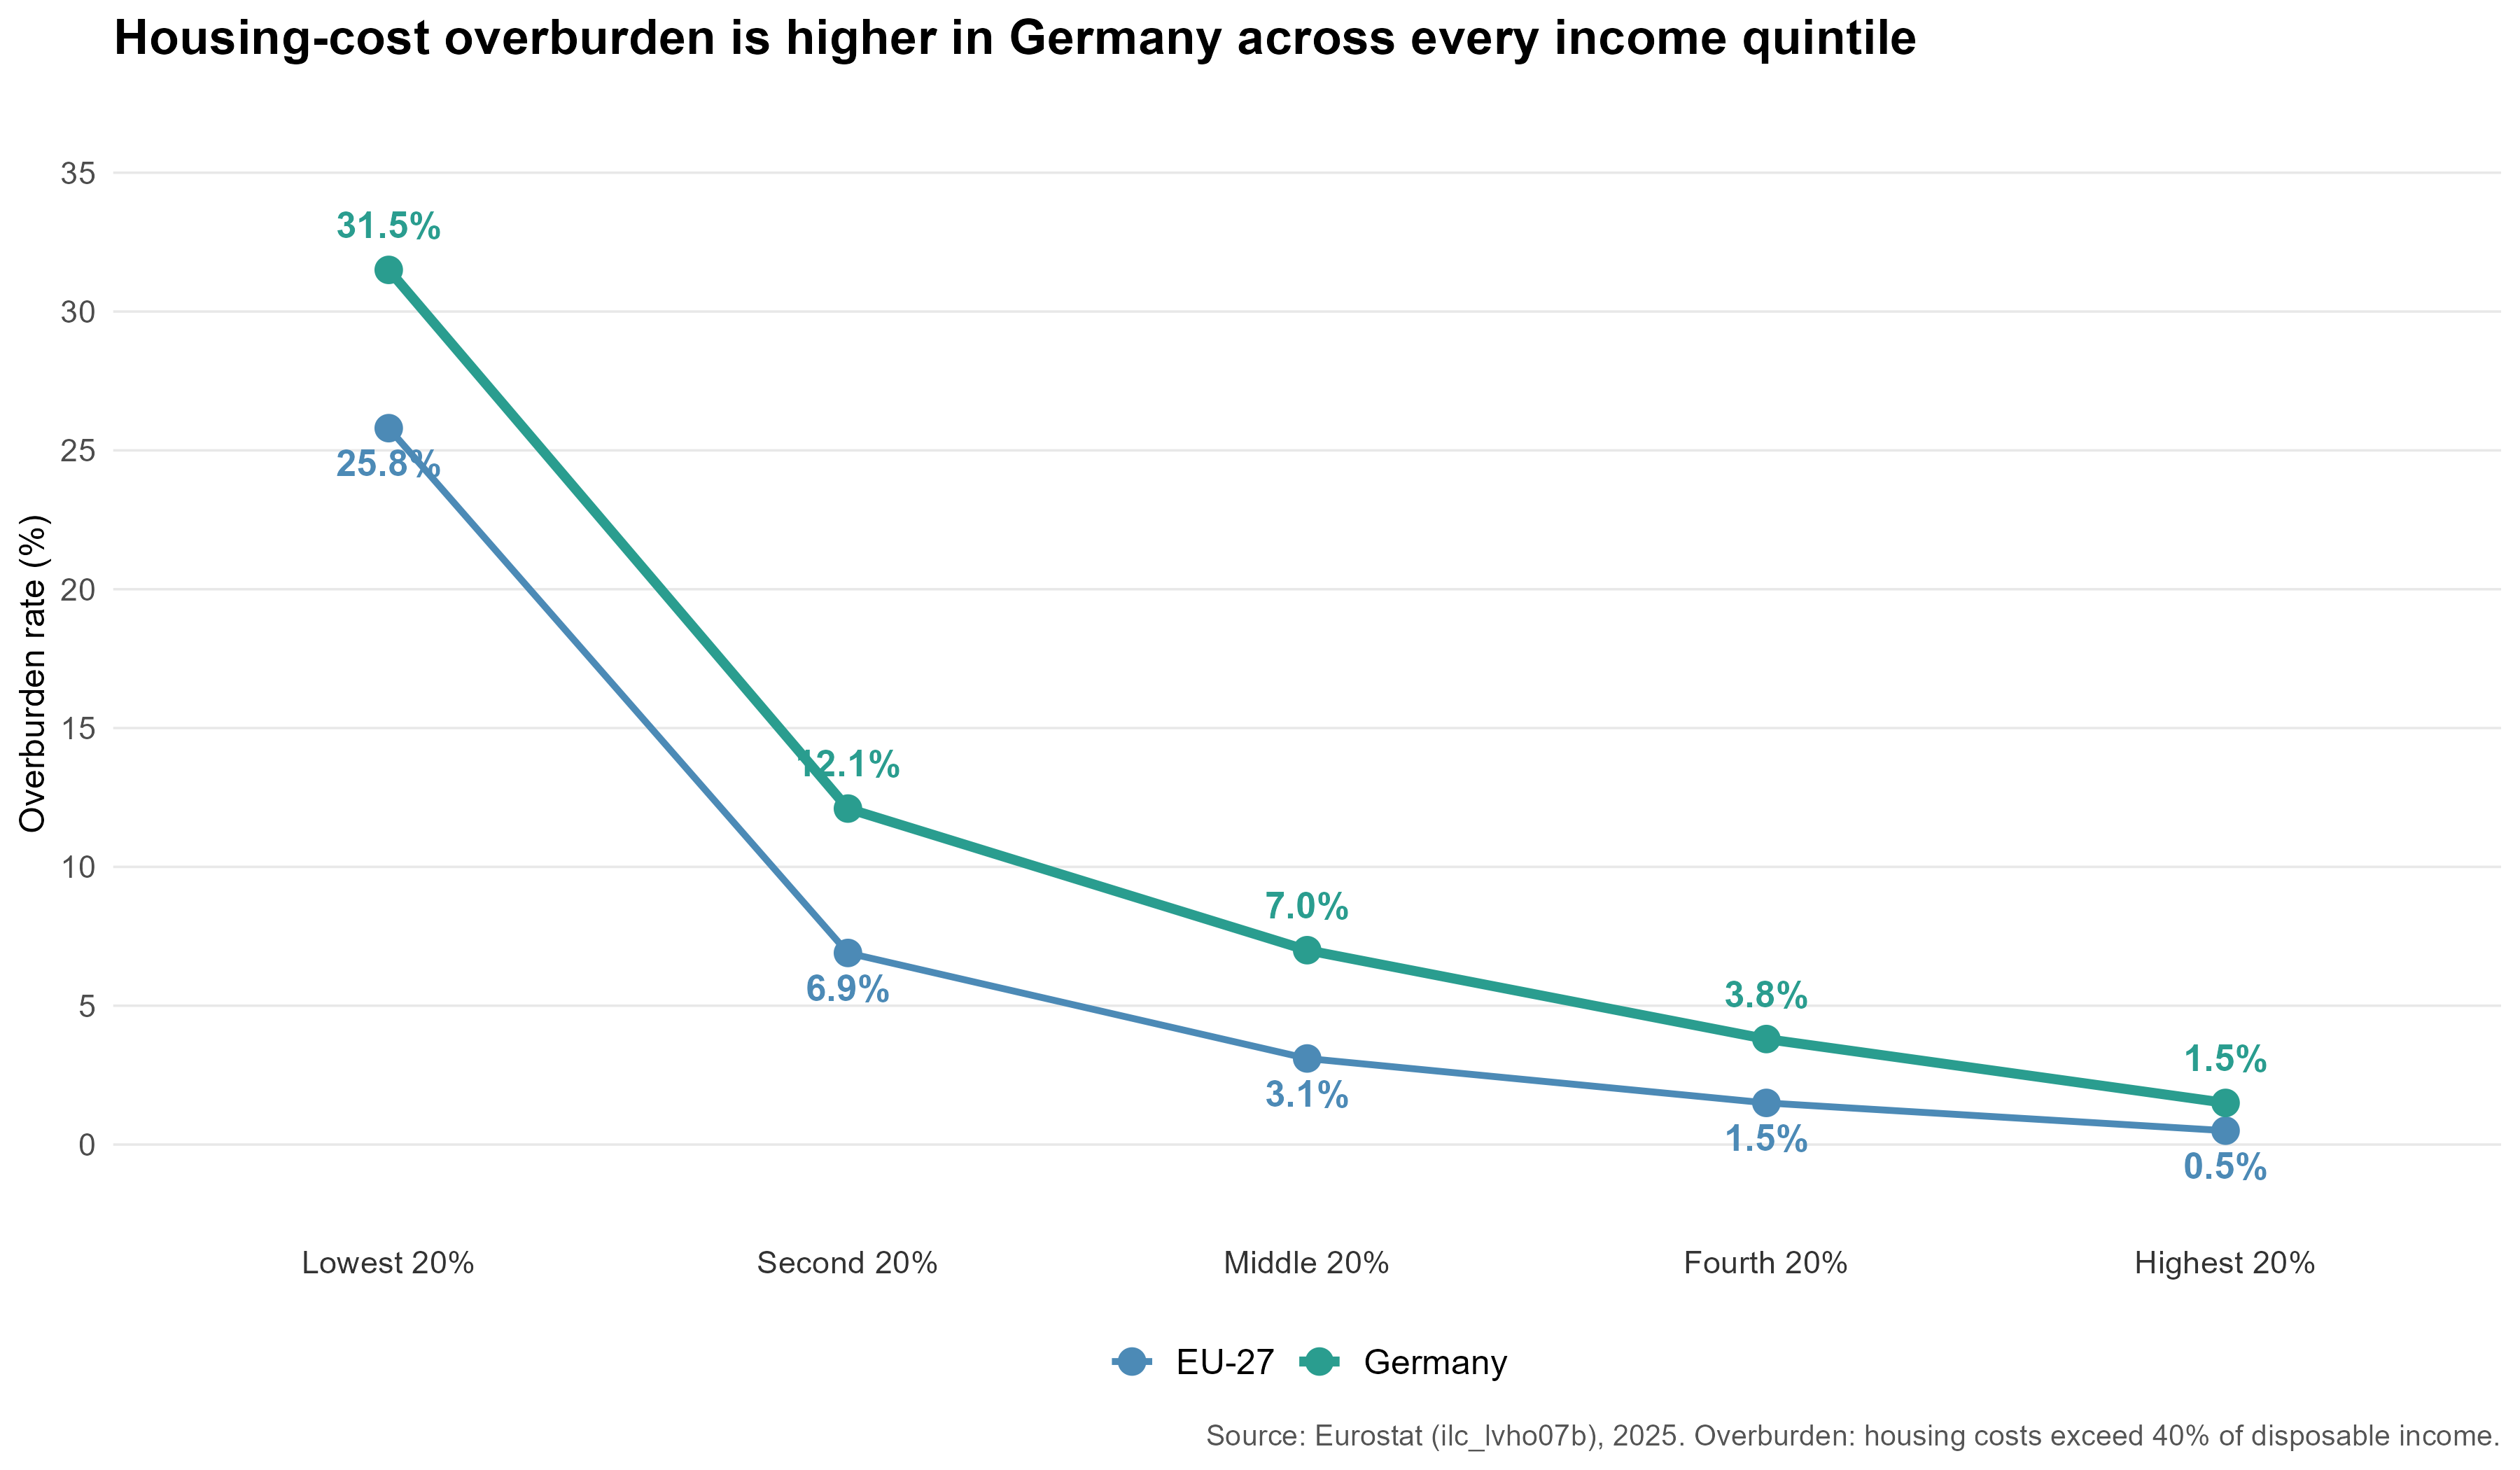 Housing-cost overburden is higher in Germany across every income quintile
Overburden rate (%)
35
30
25
20
15
10
5
0
31.5%
25.8%
12.1%
6.9%
7.0%
3.1%
3.8%
1.5%
1.5%
0.5%
Lowest 20%
Second 20%
Middle 20%
Fourth 20%
Highest 20%
EU-27
Germany
Source: Eurostat (ilc_lvho07b), 2025. Overburden: housing costs exceed 40% of disposable income.